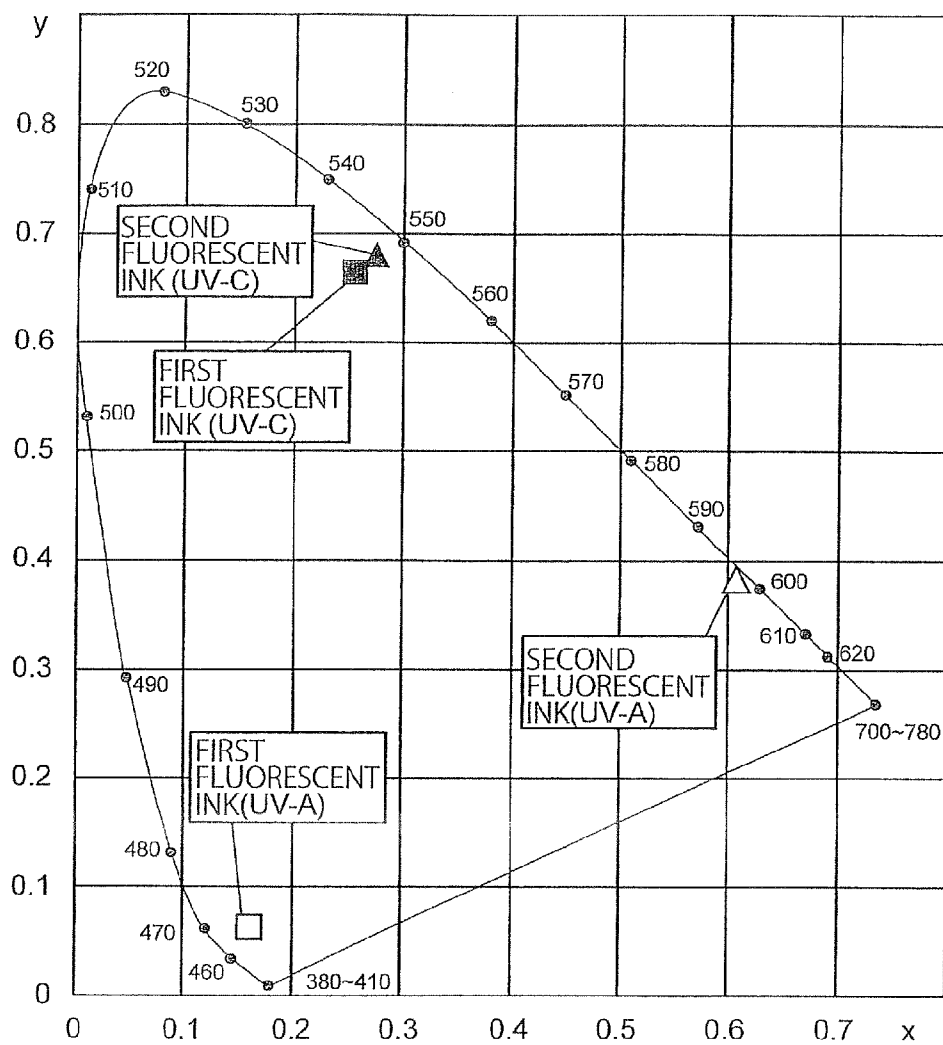 y
520
530
0.8
540
510
SECOND
FLUORESCENT
INK (UV-C)
550
0.7
560
0.6
FIRST
FLUORESCENT
INK (UV-C)
570
500
0.5
580
590
0.4
600
SECOND
FLUORESCENT
INK(UV-A)
610
620
0.3
490
700~780
FIRST
FLUORESCENT
INK(UV-A)
0.2
480
0.1
470
460
380~410
0
0 0.1 0.2 0.3 0.4 0.5 0.6 0.7 x